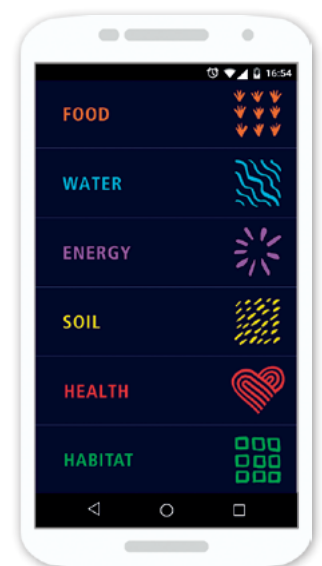 16:54
FOOD
WATER
ENERGY
SOIL
HEALTH
HABITAT